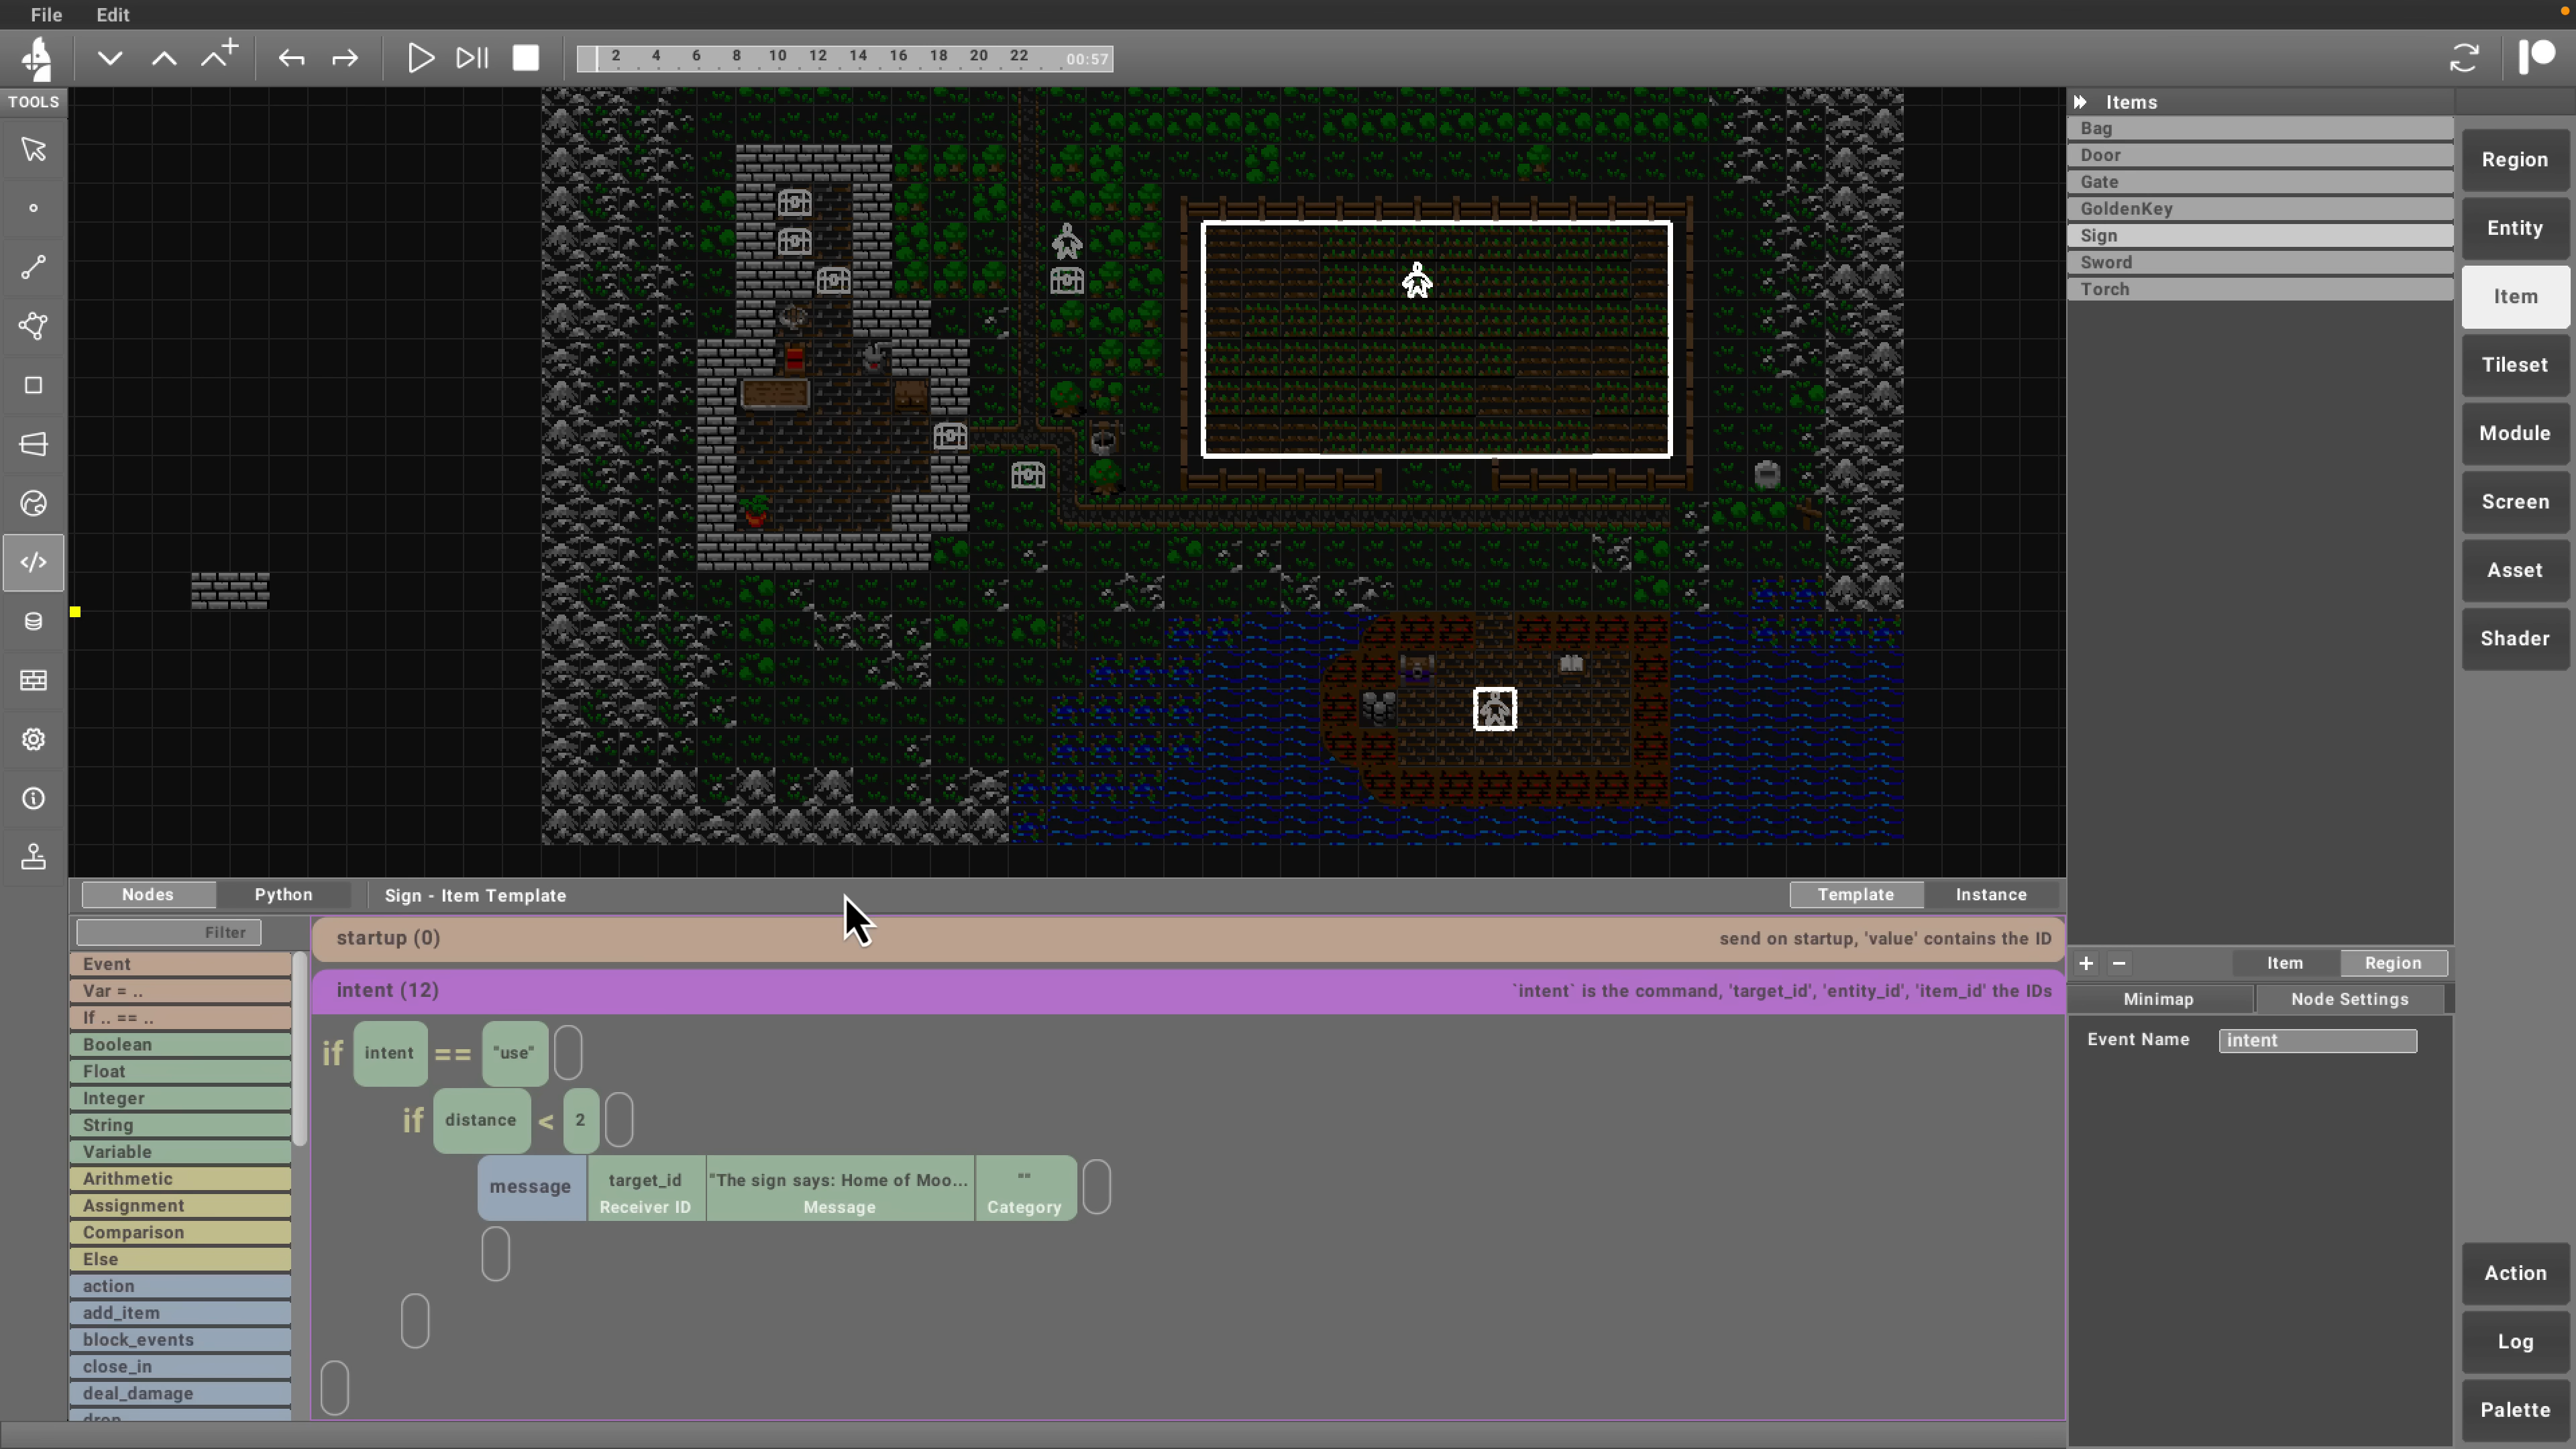 File Edit
2 4 6 8 10 12 14 16 18 20 22 00:57
TOOLS
Items
Bag
Door
Gate
GoldenKey
Sign
Sword
Torch
Region
Entity
Item
Tileset
Module
Screen
Asset
Shader
Nodes Python Sign - Item Template Template Instance
Filter
Event
Var = ..
If .. == ..
Boolean
Float
Integer
String
Variable
Arithmetic
Assignment
Comparison
Else
action
add_item
block_events
close_in
deal_damage
drop
startup (0) send on startup, 'value' contains the ID
intent (12) `intent` is the command, 'target_id', 'entity_id', 'item_id' the IDs
if intent == "use"
if distance < 2
message target_id "The sign says: Home of Moo... ""
Receiver ID Message Category
+ − Item Region
Minimap Node Settings
Event Name intent
Action
Log
Palette